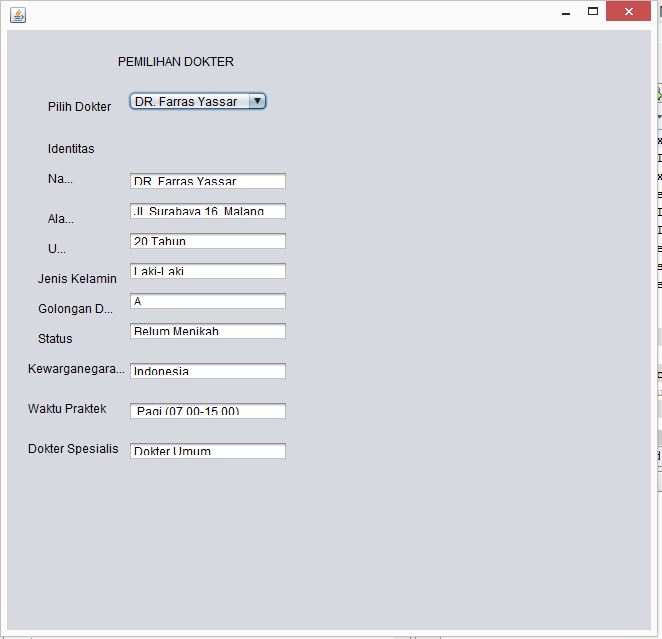 PEMILIHAN DOKTER
Pilih Dokter DR. Farras Yassar
Identitas
Na... DR. Farras Yassar
Ala... Jl. Surabaya 16, Malang
U... 20 Tahun
Jenis Kelamin Laki-Laki
Golongan D... A
Status Belum Menikah
Kewarganegara... Indonesia
Waktu Praktek Pagi (07.00-15.00)
Dokter Spesialis Dokter Umum